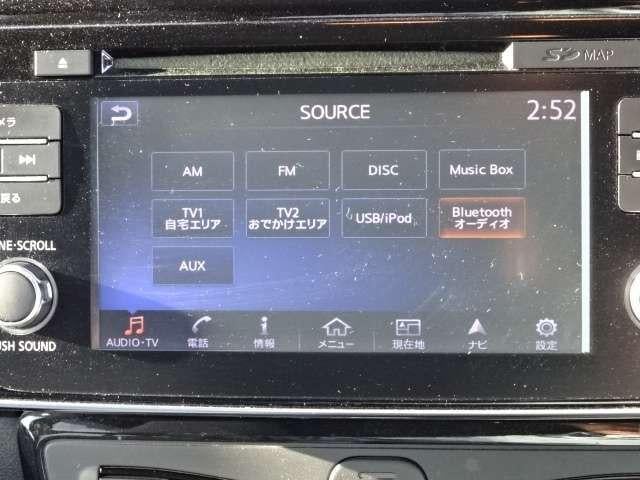 SD MAP
SOURCE
2:52
AM
FM
DISC
Music Box
TV1
自宅エリア
TV2
おでかけエリア
USB/iPod
Bluetooth
オーディオ
AUX
AUDIO・TV
電話
情報
メニュー
現在地
ナビ
設定
メラ
戻る
NE・SCROLL
USH SOUND